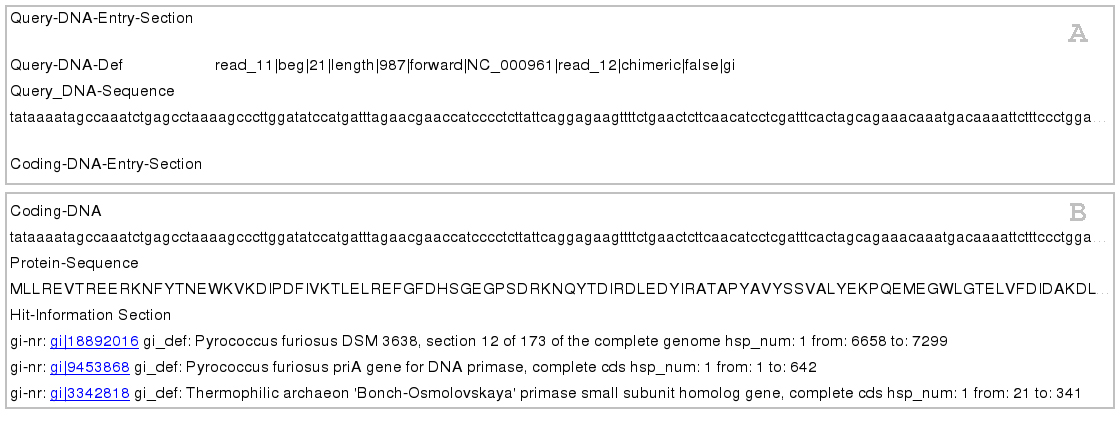 Query-DNA-Entry-Section
A
Query-DNA-Def read_11|beg|21|length|987|forward|NC_000961|read_12|chimeric|false|gi
Query_DNA-Sequence
tataaaatagccaaatctgagcctaaaagcccttggatatccatgatttagaacgaaccatcccctcttattcaggagaagttttctgaactcttcaacatcctcgatttcactagcagaaacaaatgacaaaattctttccctgga...
Coding-DNA-Entry-Section
Coding-DNA
B
tataaaatagccaaatctgagcctaaaagcccttggatatccatgatttagaacgaaccatcccctcttattcaggagaagttttctgaactcttcaacatcctcgatttcactagcagaaacaaatgacaaaattctttccctgga...
Protein-Sequence
MLLREVTREERKNFYTNEWKVKDIPDFIVKTLELREFGFDHSGEGPSDRKNQYTDIRDLEDYIRATAPYAVYSSVALYEKPQEMEGWLGTELVFDIDAKDL...
Hit-Information Section
gi-nr: gi|18892016 gi_def: Pyrococcus furiosus DSM 3638, section 12 of 173 of the complete genome hsp_num: 1 from: 6658 to: 7299
gi-nr: gi|9453868 gi_def: Pyrococcus furiosus priA gene for DNA primase, complete cds hsp_num: 1 from: 1 to: 642
gi-nr: gi|3342818 gi_def: Thermophilic archaeon 'Bonch-Osmolovskaya' primase small subunit homolog gene, complete cds hsp_num: 1 from: 21 to: 341